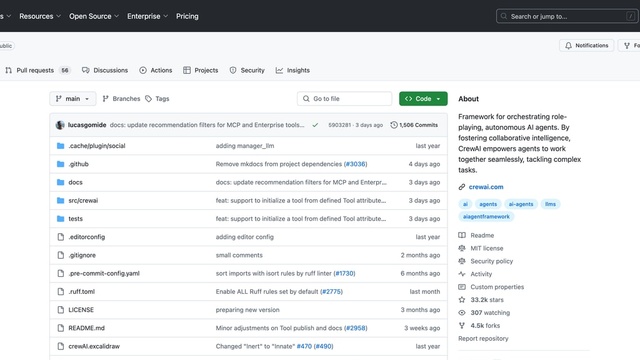 s Resources Open Source Enterprise Pricing Search or jump to... /
ublic Notifications Fo
Pull requests 56 Discussions Actions Projects Security Insights
main Branches Tags Go to file Code
lucasgomide docs: update recommendation filters for MCP and Enterprise tools... 5903261 · 3 days ago 1,506 Commits
.cache/plugin/social adding manager_llm last year
.github Remove mkdocs from project dependencies (#3036) 4 days ago
docs docs: update recommendation filters for MCP and Enterpr... 3 days ago
src/crewai feat: support to initialize a tool from defined Tool attribute... 3 days ago
tests feat: support to initialize a tool from defined Tool attribute... 3 days ago
.editorconfig adding editor config last year
.gitignore small comments 2 months ago
.pre-commit-config.yaml sort imports with isort rules by ruff linter (#1730) 6 months ago
.ruff.toml Enable ALL Ruff rules set by default (#2775) last month
LICENSE preparing new version 3 months ago
README.md Minor adjustments on Tool publish and docs (#2958) 3 weeks ago
crewAI.excalidraw Changed "Inert" to "Innate" #470 (#490) last year
About
Framework for orchestrating role-
playing, autonomous AI agents. By
fostering collaborative intelligence,
CrewAI empowers agents to work
together seamlessly, tackling complex
tasks.
crewai.com
ai agents ai-agents llms
aiagentframework
Readme
MIT license
Security policy
Activity
Custom properties
33.2k stars
307 watching
4.5k forks
Report repository